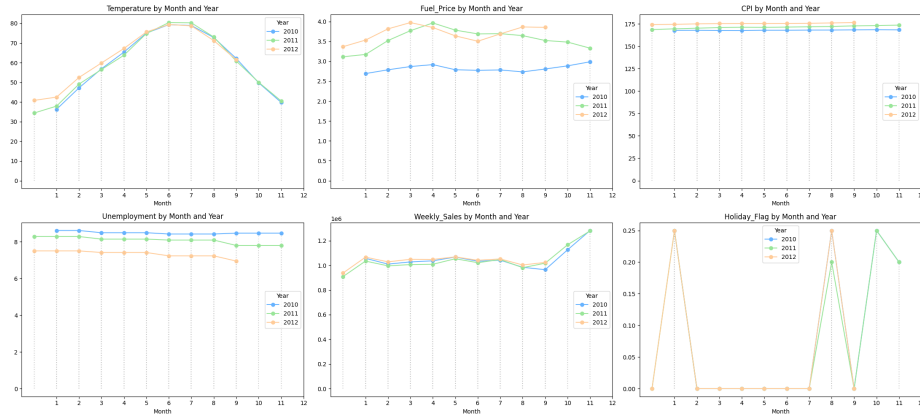 Temperature by Month and Year
80
70
60
50
40
30
20
10
0
1 2 3 4 5 6 7 8 9 10 11 12
Month
Year
2010
2011
2012
Fuel_Price by Month and Year
4.0
3.5
3.0
2.5
2.0
1.5
1.0
0.5
0.0
1 2 3 4 5 6 7 8 9 10 11 12
Month
Year
2010
2011
2012
CPI by Month and Year
175
150
125
100
75
50
25
0
1 2 3 4 5 6 7 8 9 10 11 12
Month
Year
2010
2011
2012
Unemployment by Month and Year
8
6
4
2
0
1 2 3 4 5 6 7 8 9 10 11 12
Month
Year
2010
2011
2012
Weekly_Sales by Month and Year
1e6
1.2
1.0
0.8
0.6
0.4
0.2
0.0
1 2 3 4 5 6 7 8 9 10 11 12
Month
Year
2010
2011
2012
Holiday_Flag by Month and Year
0.25
0.20
0.15
0.10
0.05
0.00
1 2 3 4 5 6 7 8 9 10 11 12
Month
Year
2010
2011
2012